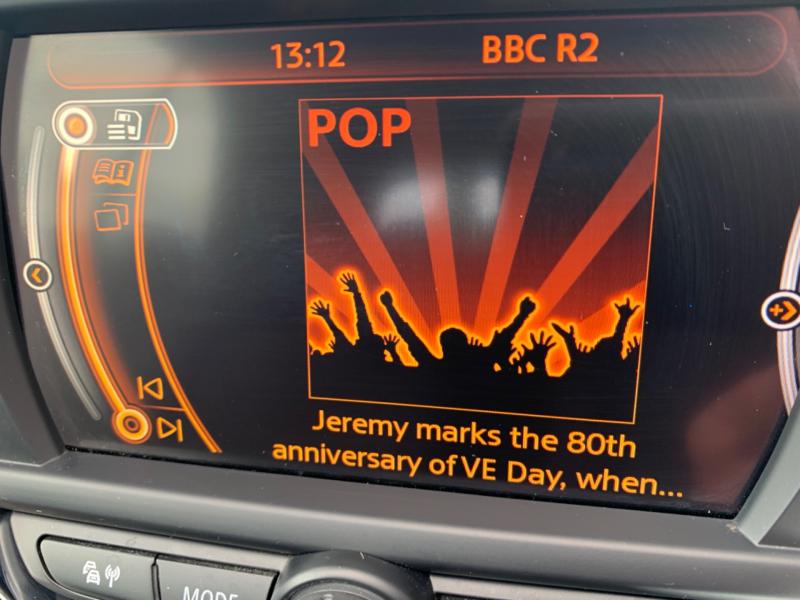 13:12 BBC R2
POP
Jeremy marks the 80th
anniversary of VE Day, when...
MODE